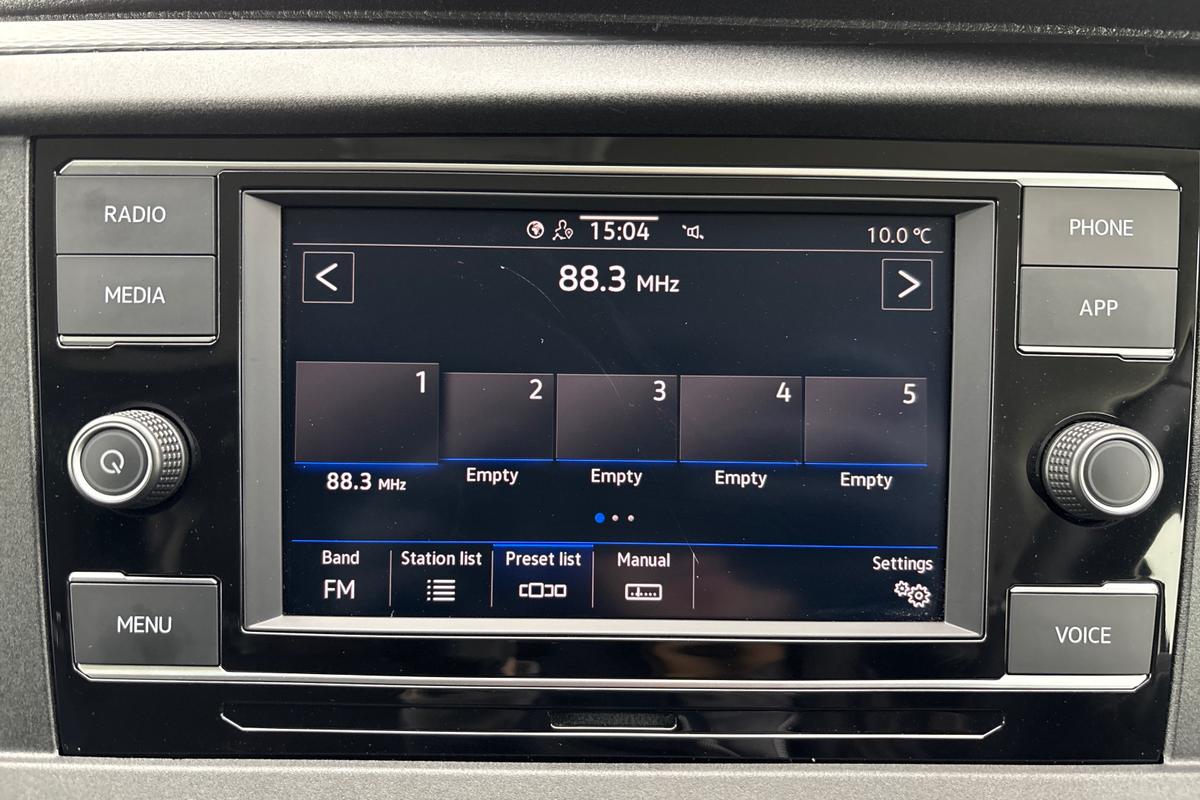 RADIO
MEDIA
MENU
PHONE
APP
VOICE
15:04
10.0 °C
<
88.3 MHz
>
1
2
3
4
5
88.3 MHz
Empty
Empty
Empty
Empty
Band
Station list
Preset list
Manual
Settings
FM